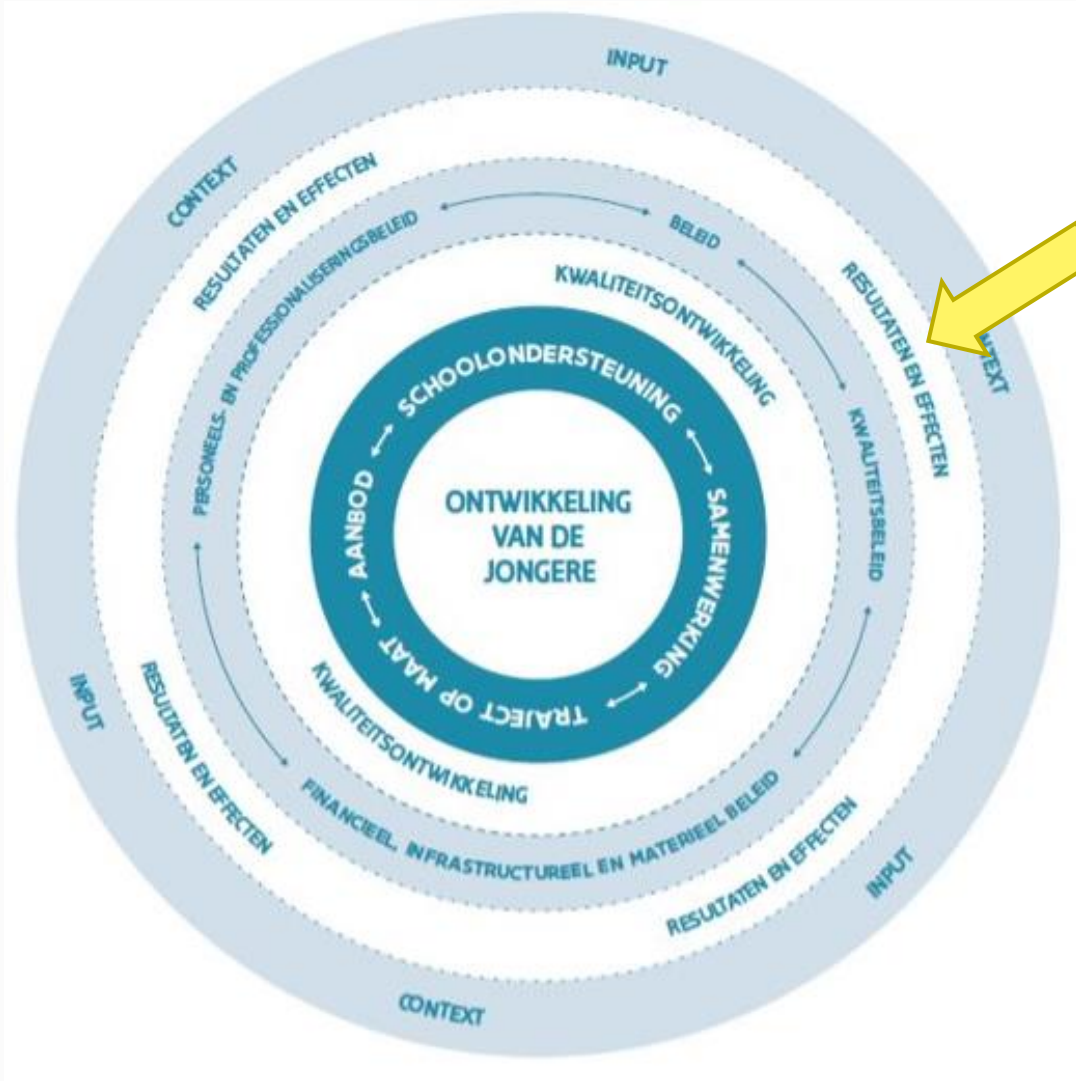 INPUT
CONTEXT
RESULTATEN EN EFFECTEN
PERSONEELS- EN PROFESSIONALISERINGSBELEID
BELEID
KWALITEITSONTWIKKELING
RESULTATEN EN EFFECTEN
NTEXT
KWALITEITSBELEID
SCHOOLONDERSTEUNING
SAMENWERKING
TRAJECT OP MAAT
AANBOD
ONTWIKKELING
VAN DE
JONGERE
KWALITEITSONTWIKKELING
INPUT
RESULTATEN EN EFFECTEN
FINANCIEEL, INFRASTRUCTUREEL EN MATERIEEL BELEID
RESULTATEN EN EFFECTEN
INPUT
CONTEXT